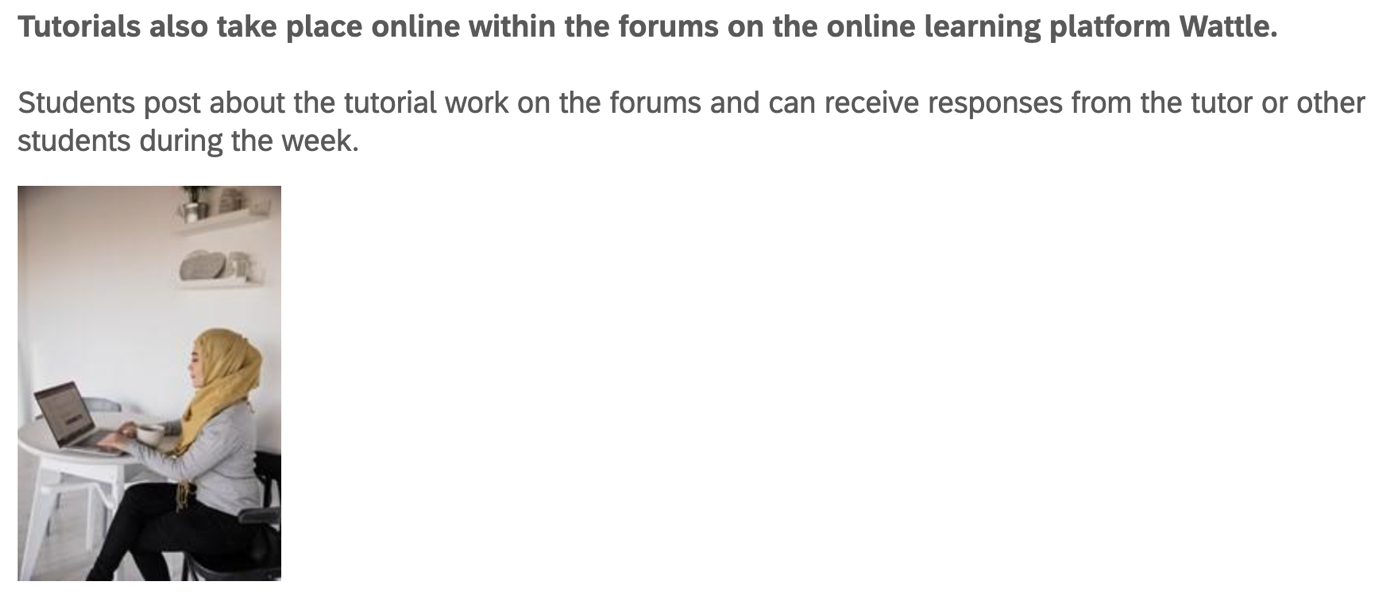 Tutorials also take place online within the forums on the online learning platform Wattle.
Students post about the tutorial work on the forums and can receive responses from the tutor or other
students during the week.